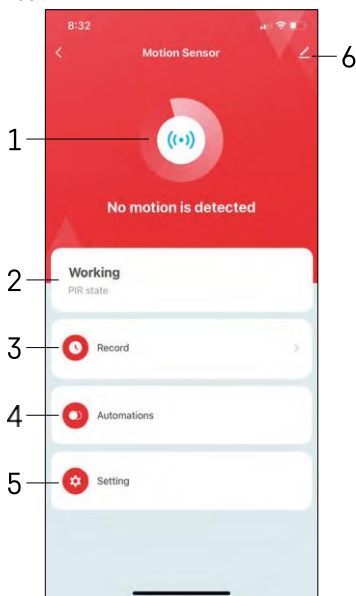 8:32
Motion Sensor
6
1
No motion is detected
2
Working
PIR state
3
Record
4
Automations
5
Setting